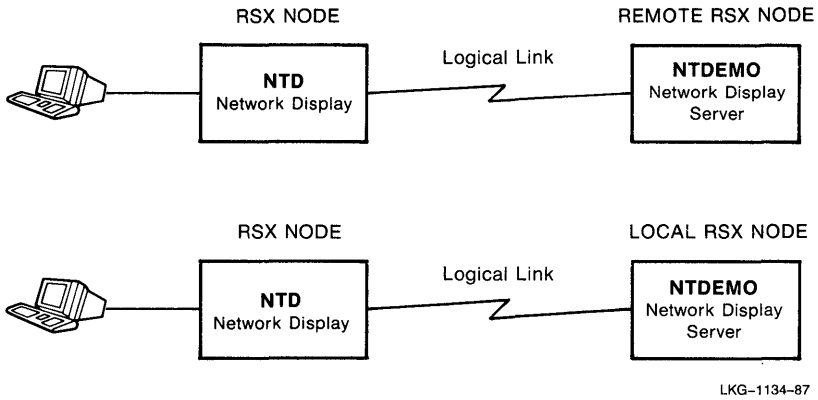 RSX NODE
REMOTE RSX NODE
Logical Link
NTD
Network Display
NTDEMO
Network Display
Server
RSX NODE
LOCAL RSX NODE
Logical Link
NTD
Network Display
NTDEMO
Network Display
Server
LKG-1134-87